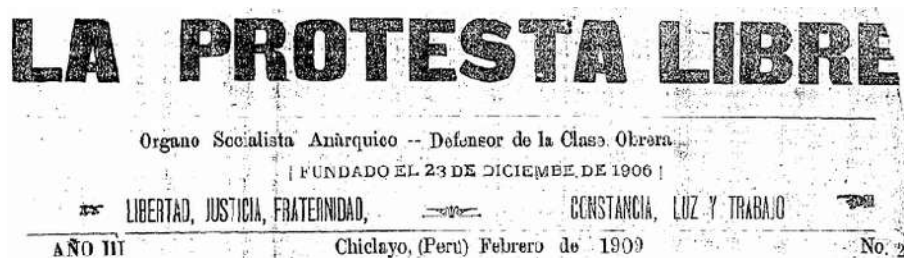 LA PROTESTA LIBRE
Organo Socialista Anàrquico -- Defensor de la Clase Obrera
[ FUNDADO EL 23 DE DICIEMBE DE 1906 ]
LIBERTAD, JUSTICIA, FRATERNIDAD, CONSTANCIA, LUZ Y TRABAJO
AÑO III Chiclayo, (Perú) Febrero de 1909 No. 2